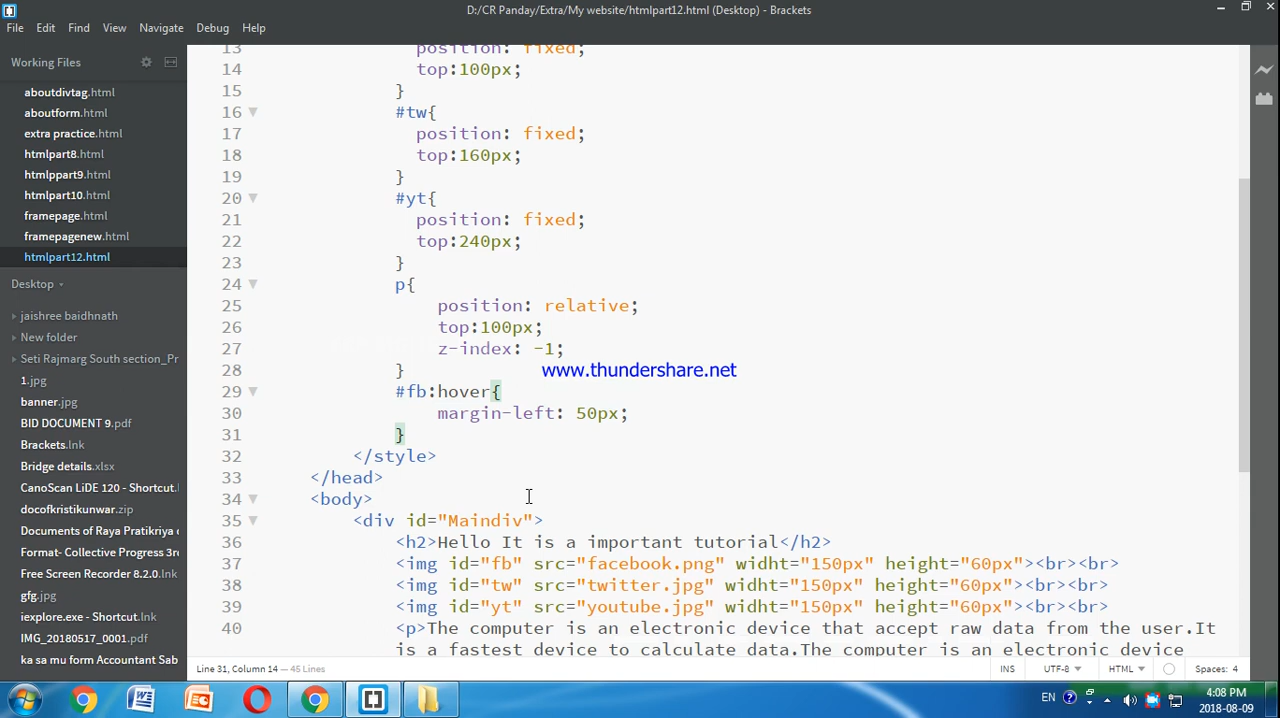 D:/CR Panday/Extra/My website/htmlpart12.html (Desktop) - Brackets
File Edit Find View Navigate Debug Help
Working Files
aboutdivtag.html
aboutform.html
extra practice.html
htmlpart8.html
htmlppart9.html
htmlpart10.html
framepage.html
framepagenew.html
htmlpart12.html
Desktop
jaishree baidhnath
New folder
Seti Rajmarg South section_Pr
1.jpg
banner.jpg
BID DOCUMENT 9.pdf
Brackets.lnk
Bridge details.xlsx
CanoScan LiDE 120 - Shortcut.l
docofkristikunwar.zip
Documents of Raya Pratikriya c
Format- Collective Progress 3rd
Free Screen Recorder 8.2.0.lnk
gfg.jpg
iexplore.exe - Shortcut.lnk
IMG_20180517_0001.pdf
ka sa mu form Accountant Sab
13 position: fixed;
14 top:100px;
15 }
16 #tw{
17 position: fixed;
18 top:160px;
19 }
20 #yt{
21 position: fixed;
22 top:240px;
23 }
24 p{
25 position: relative;
26 top:100px;
27 z-index: -1;
28 }
www.thundershare.net
29 #fb:hover{
30 margin-left: 50px;
31 }
32 </style>
33 </head>
34 <body>
35 <div id="Maindiv">
36 <h2>Hello It is a important tutorial</h2>
37 <img id="fb" src="facebook.png" widht="150px" height="60px"><br><br>
38 <img id="tw" src="twitter.jpg" widht="150px" height="60px"><br><br>
39 <img id="yt" src="youtube.jpg" widht="150px" height="60px"><br><br>
40 <p>The computer is an electronic device that accept raw data from the user.It
is a fastest device to calculate data.The computer is an electronic device
Line 31, Column 14 — 45 Lines
INS UTF-8 HTML Spaces: 4
EN
4:08 PM
2018-08-09